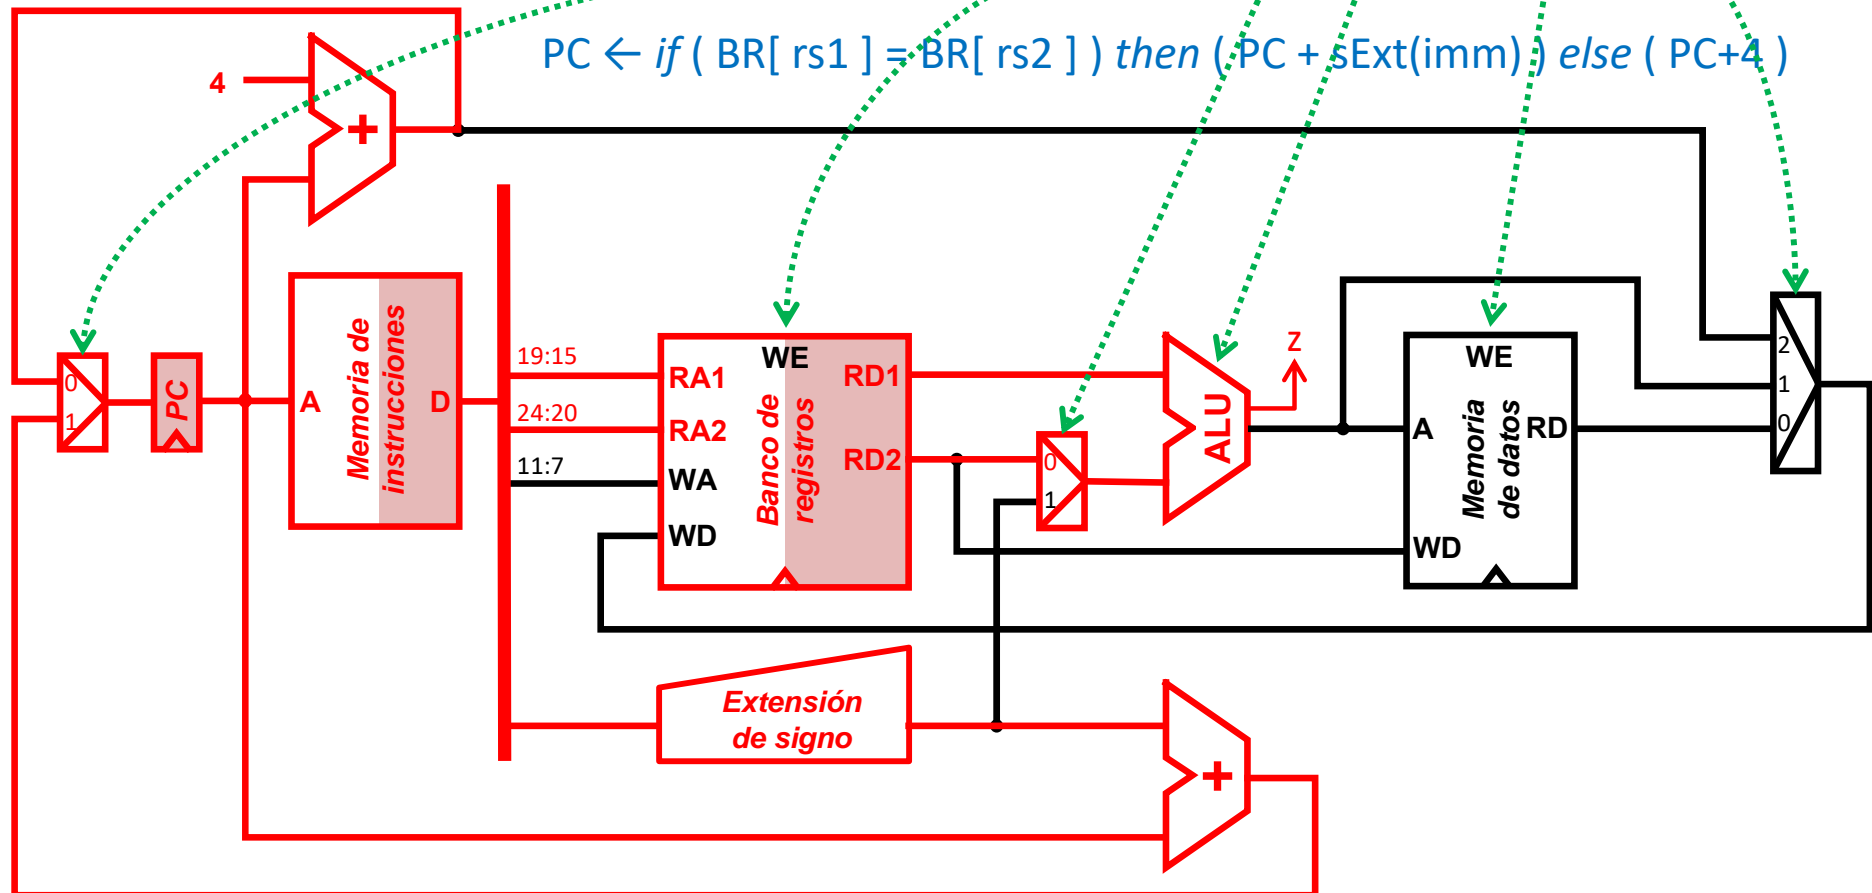 PC ← if ( BR[ rs1 ] = BR[ rs2 ] ) then ( PC + sExt(imm) ) else ( PC+4 )
4
+
0
1
PC
A
Memoria de
instrucciones
D
19:15
24:20
11:7
RA1
RA2
WA
WD
WE
Banco de
registros
RD1
RD2
0
1
ALU
Z
A
WD
WE
Memoria
de datos
RD
2
1
0
Extensión
de signo
+